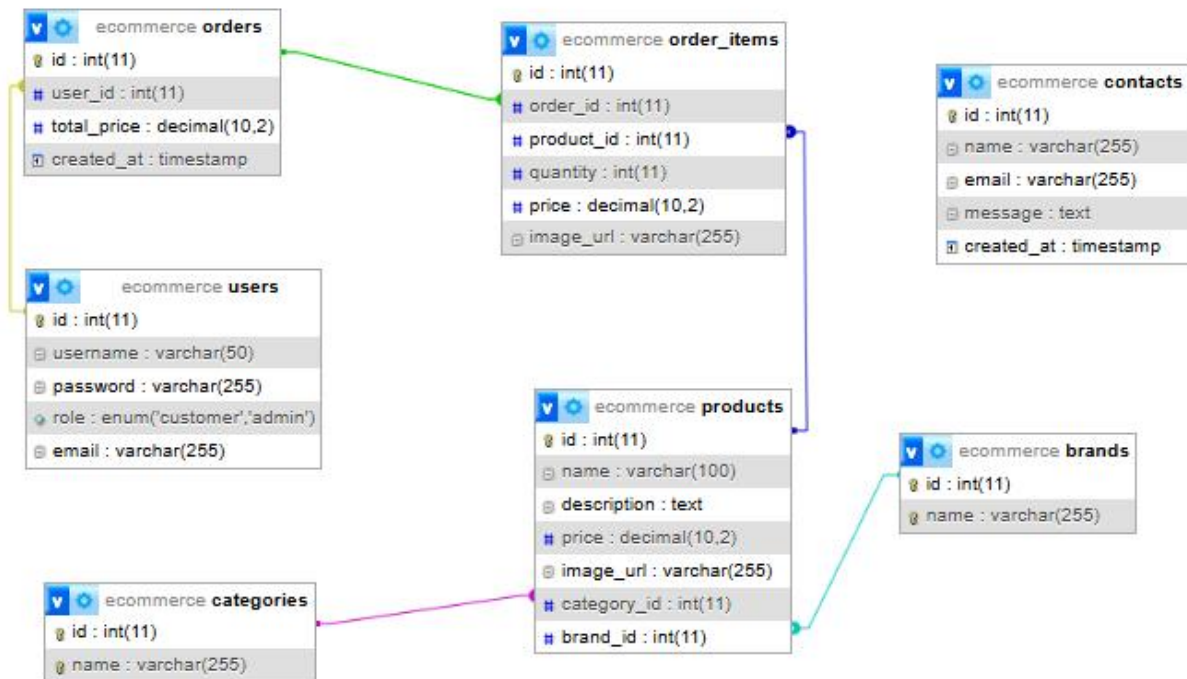 ecommerce orders
id : int(11)
user_id : int(11)
total_price : decimal(10,2)
created_at : timestamp
ecommerce order_items
id : int(11)
order_id : int(11)
product_id : int(11)
quantity : int(11)
price : decimal(10,2)
image_url : varchar(255)
ecommerce contacts
id : int(11)
name : varchar(255)
email : varchar(255)
message : text
created_at : timestamp
ecommerce users
id : int(11)
username : varchar(50)
password : varchar(255)
role : enum('customer','admin')
email : varchar(255)
ecommerce products
id : int(11)
name : varchar(100)
description : text
price : decimal(10,2)
image_url : varchar(255)
category_id : int(11)
brand_id : int(11)
ecommerce brands
id : int(11)
name : varchar(255)
ecommerce categories
id : int(11)
name : varchar(255)